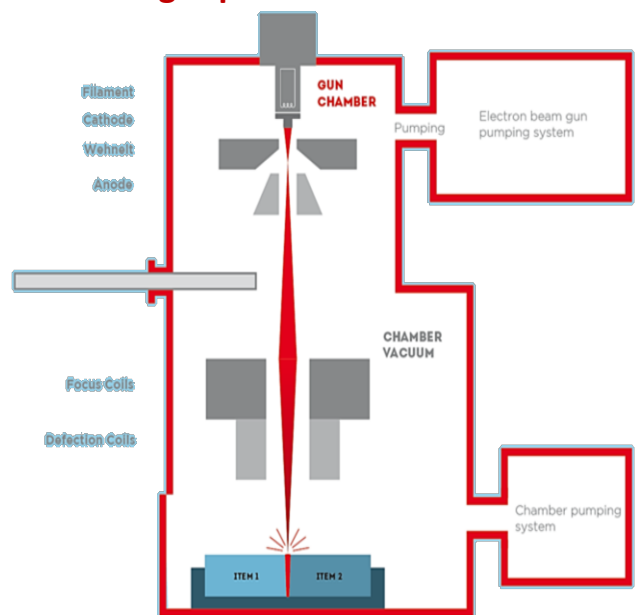 Filament
GUN
CHAMBER
Cathode
Pumping
Electron beam gun
pumping system
Wehnelt
Anode
CHAMBER
VACUUM
Focus Coils
Defection Coils
Chamber pumping
system
ITEM 1
ITEM 2